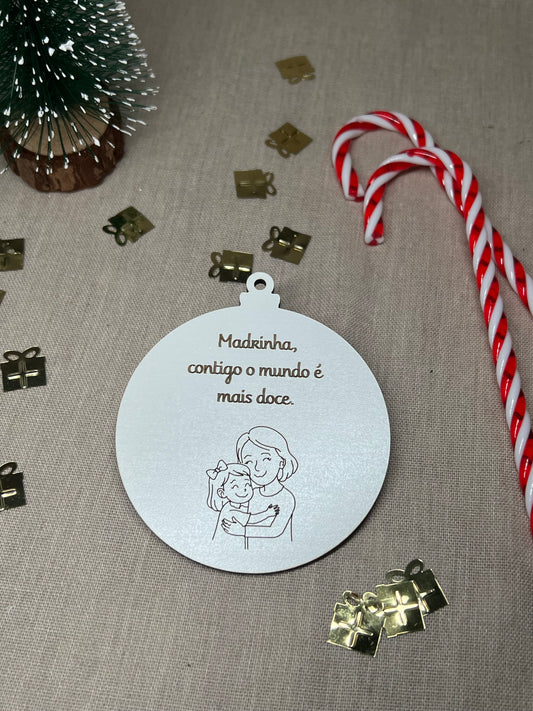 Madrinha,
contigo o mundo é
mais doce.